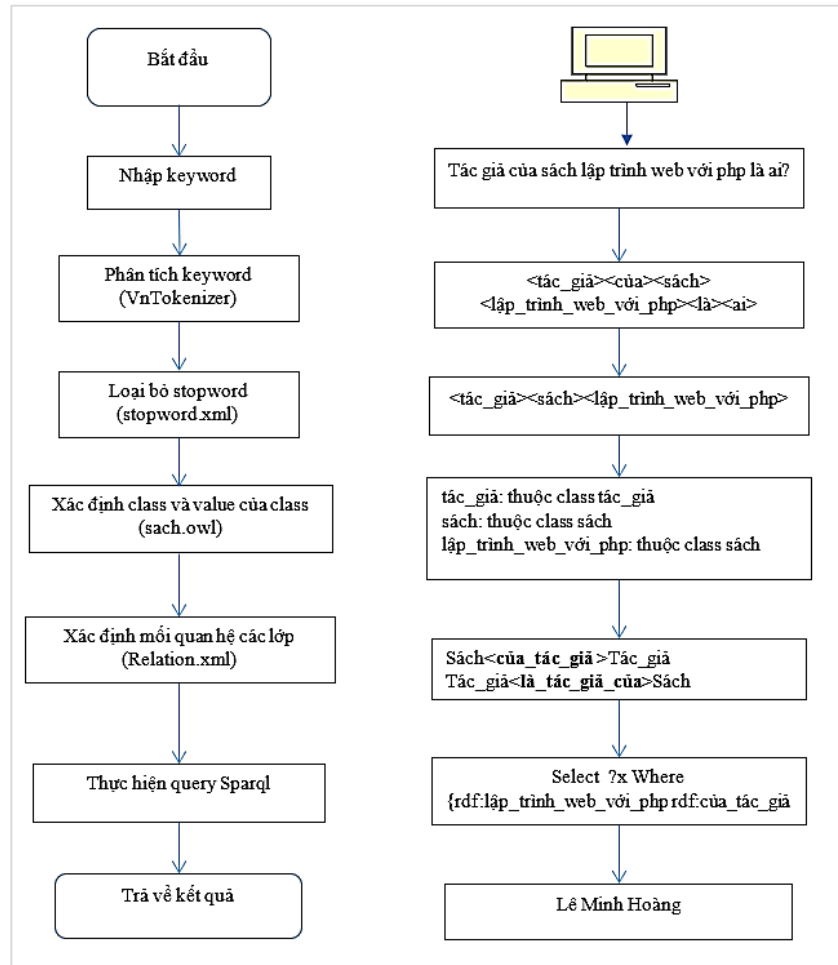 Bắt đầu
Nhập keyword
Phân tích keyword
(VnTokenizer)
Loại bỏ stopword
(stopword.xml)
Xác định class và value của class
(sach.owl)
Xác định mối quan hệ các lớp
(Relation.xml)
Thực hiện query Sparql
Trả về kết quả
Tác giả của sách lập trình web với php là ai?
<tác_giả><của><sách>
<lập_trình_web_với_php><là><ai>
<tác_giả><sách><lập_trình_web_với_php>
tác_giả: thuộc class tác_giả
sách: thuộc class sách
lập_trình_web_với_php: thuộc class sách
Sách<của_tác_giả>Tác_giả
Tác_giả<là_tác_giả_của>Sách
Select ?x Where
{rdf:lập_trình_web_với_php rdf:của_tác_giả
Lê Minh Hoàng